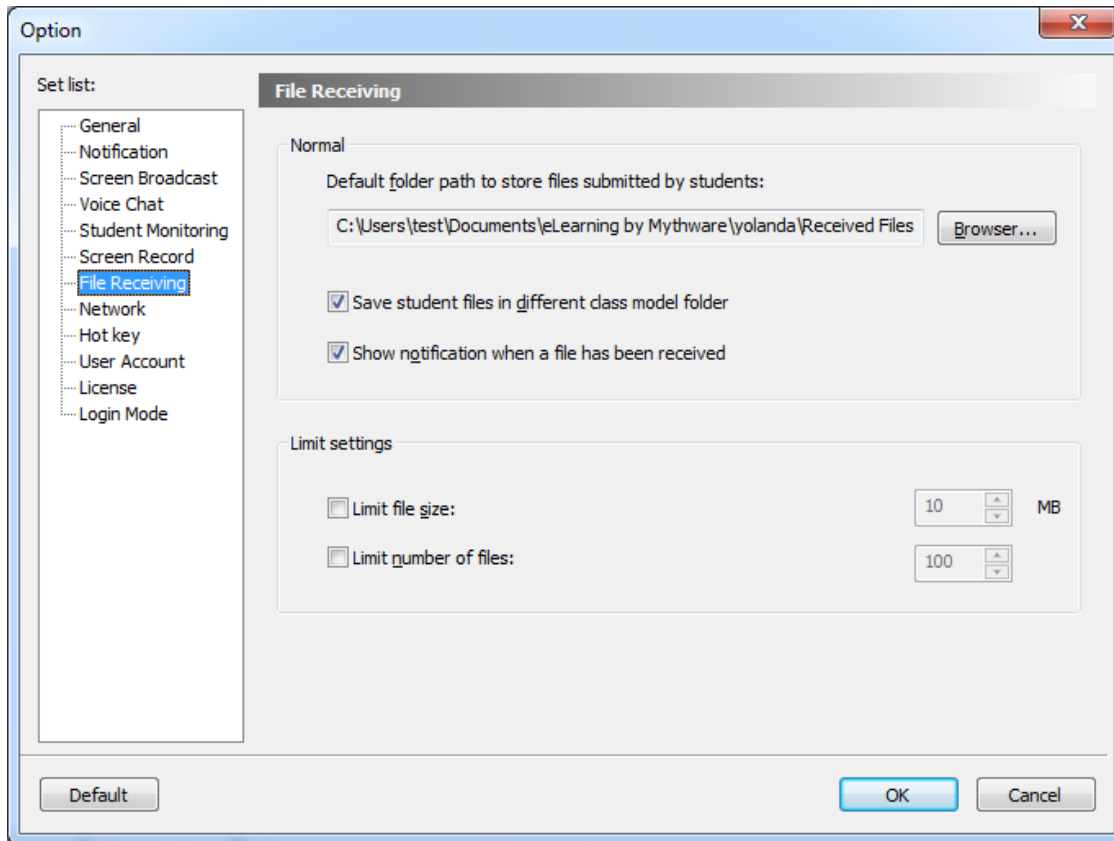 Option
Set list:
General
Notification
Screen Broadcast
Voice Chat
Student Monitoring
Screen Record
File Receiving
Network
Hot key
User Account
License
Login Mode
File Receiving
Normal
Default folder path to store files submitted by students:
C:\Users\test\Documents\eLearning by Mythware\yolanda\Received Files
Browser...
Save student files in different class model folder
Show notification when a file has been received
Limit settings
Limit file size: 10 MB
Limit number of files: 100
Default OK Cancel